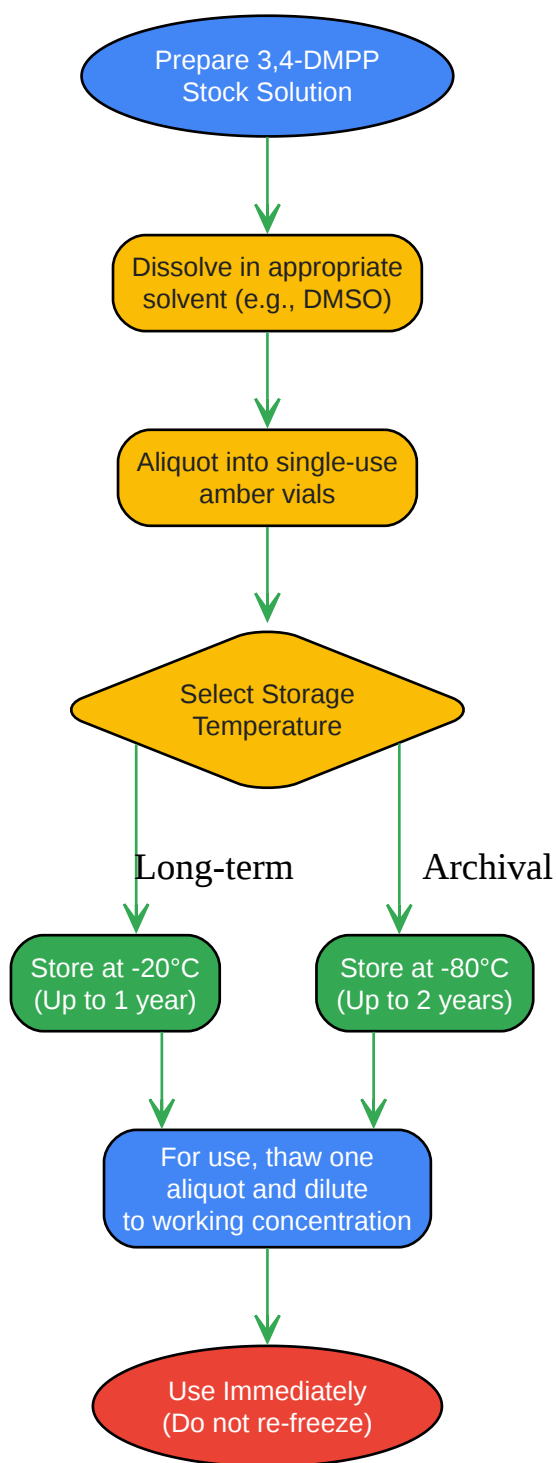 Prepare 3,4-DMPP
Stock Solution
Dissolve in appropriate
solvent (e.g., DMSO)
Aliquot into single-use
amber vials
Select Storage
Temperature
Long-term
Archival
Store at -20°C
(Up to 1 year)
Store at -80°C
(Up to 2 years)
For use, thaw one
aliquot and dilute
to working concentration
Use Immediately
(Do not re-freeze)